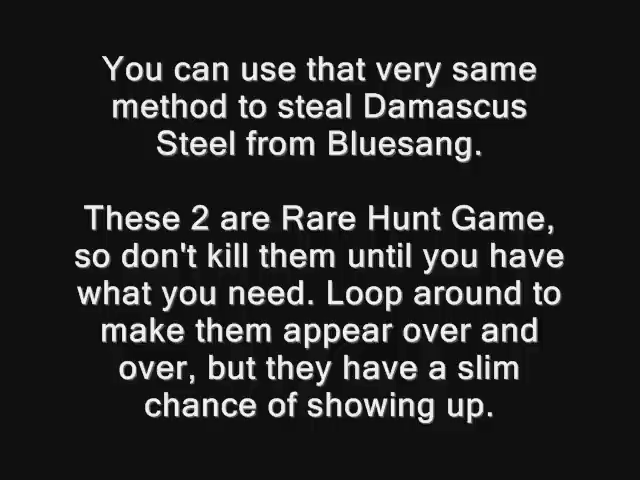 You can use that very same
method to steal Damascus
Steel from Bluesang.
These 2 are Rare Hunt Game,
so don't kill them until you have
what you need. Loop around to
make them appear over and
over, but they have a slim
chance of showing up.